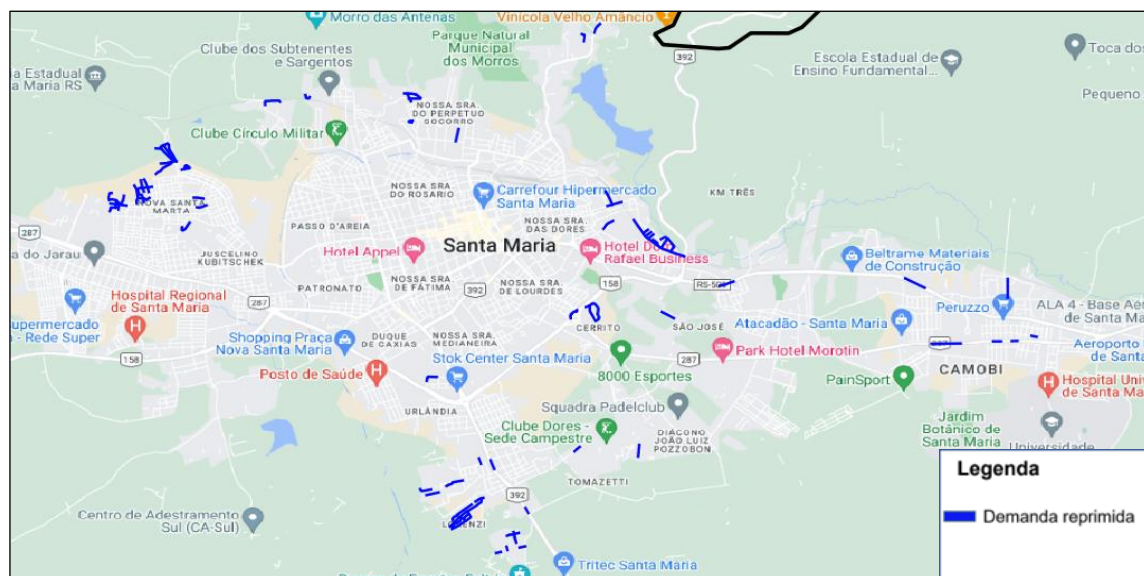 Morro das Antenas
Vinícola Velho Amâncio
Parque Natural
Municipal
dos Morros
392
Clube dos Subtenentes
e Sargentos
Escola Estadual de
Ensino Fundamental...
Toca dos
Pequeno
Estadual
Maria RS
NOSSA SRA.
DO PERPETUO
SOCORRO
Clube Círculo Militar
NOSSA SRA.
DO ROSARIO
Carrefour Hipermercado
Santa Maria
KM TRÊS
NOVA SANTA
MARTA
PASSO D'AREIA
NOSSA SRA.
DAS DORES
287
a do Jarau
JUSCELINO
KUBITSCHEK
Hotel Appel
Santa Maria
Hotel Dom
Rafael Business
Beltrame Materiais
de Construção
NOSSA SRA.
DE FÁTIMA
NOSSA SRA.
DE LOURDES
392
158
RS-509
PATRONATO
287
Hospital Regional
de Santa Maria
upermercado
- Rede Super
158
Shopping Praça
Nova Santa Maria
DUQUE
DE CAXIAS
NOSSA SRA.
MEDIANEIRA
CERRITO
SÃO JOSÉ
Atacadão - Santa Maria
Peruzzo
ALA 4 - Base Aé
de Santa Ma
Stok Center Santa Maria
287
Park Hotel Morotin
287
Aeroporto
de Santa
Posto de Saúde
8000 Esportes
PainSport
CAMOBI
Hospital Uni
de Santa Ma
URLÂNDIA
Squadra Padelclub
Clube Dores -
Sede Campestre
DIÁCONO
JOÃO LUIZ
POZZOBON
Jardim
Botânico de
Santa Maria
Universidade
TOMAZETTI
392
Centro de Adestramento
Sul (CA-Sul)
LORENZI
Tritec Santa Maria
Legenda
Demanda reprimida